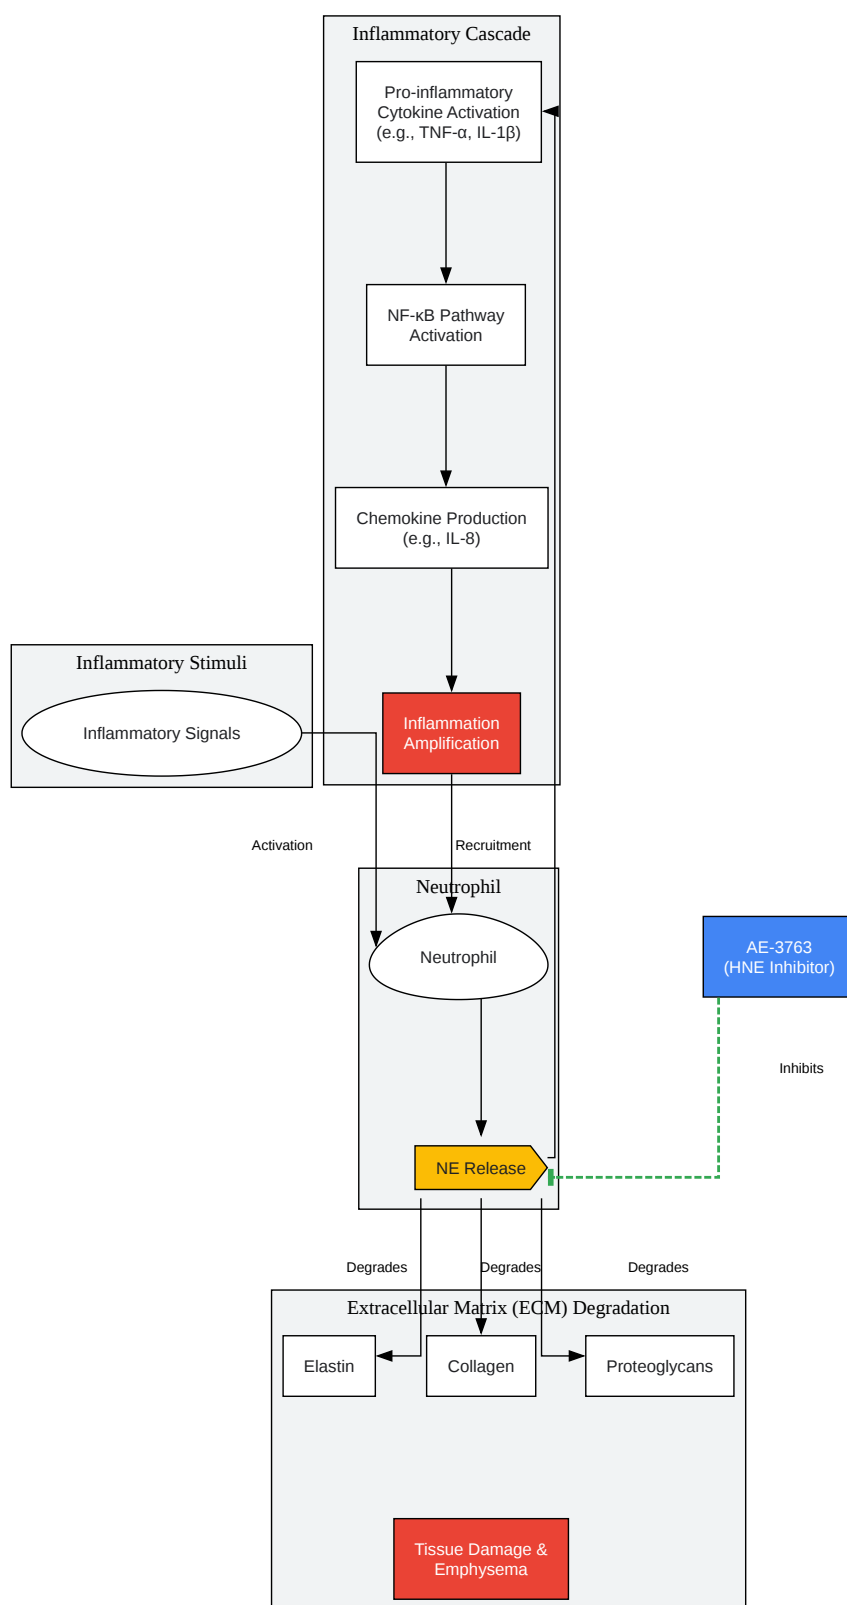 Inflammatory Cascade
Pro-inflammatory
Cytokine Activation
(e.g., TNF-α, IL-1β)
NF-κB Pathway
Activation
Chemokine Production
(e.g., IL-8)
Inflammatory Stimuli
Inflammatory Signals
Inflammation
Amplification
Activation
Recruitment
Neutrophil
Neutrophil
AE-3763
(HNE Inhibitor)
Inhibits
NE Release
Degrades
Degrades
Degrades
Extracellular Matrix (ECM) Degradation
Elastin
Collagen
Proteoglycans
Tissue Damage &
Emphysema